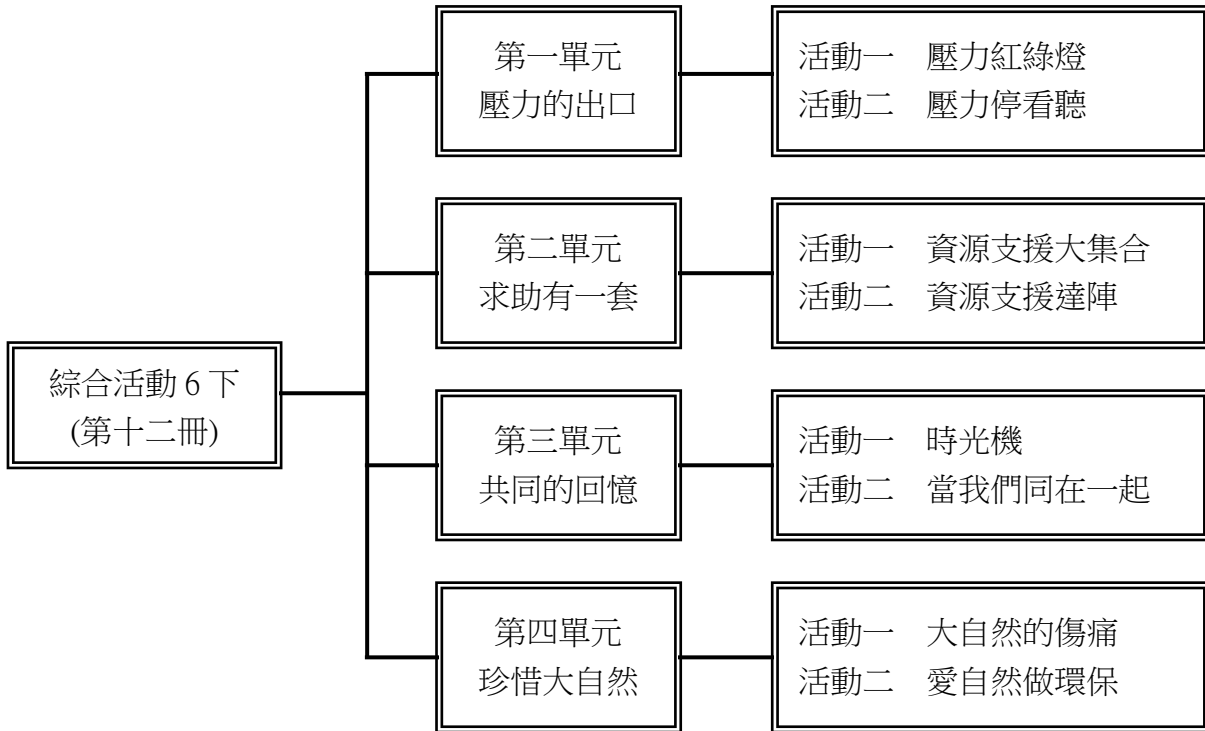 第一單元
壓力的出口
活動一　壓力紅綠燈
活動二　壓力停看聽
第二單元
求助有一套
活動一　資源支援大集合
活動二　資源支援達陣
綜合活動 6 下
(第十二冊)
第三單元
共同的回憶
活動一　時光機
活動二　當我們同在一起
第四單元
珍惜大自然
活動一　大自然的傷痛
活動二　愛自然做環保